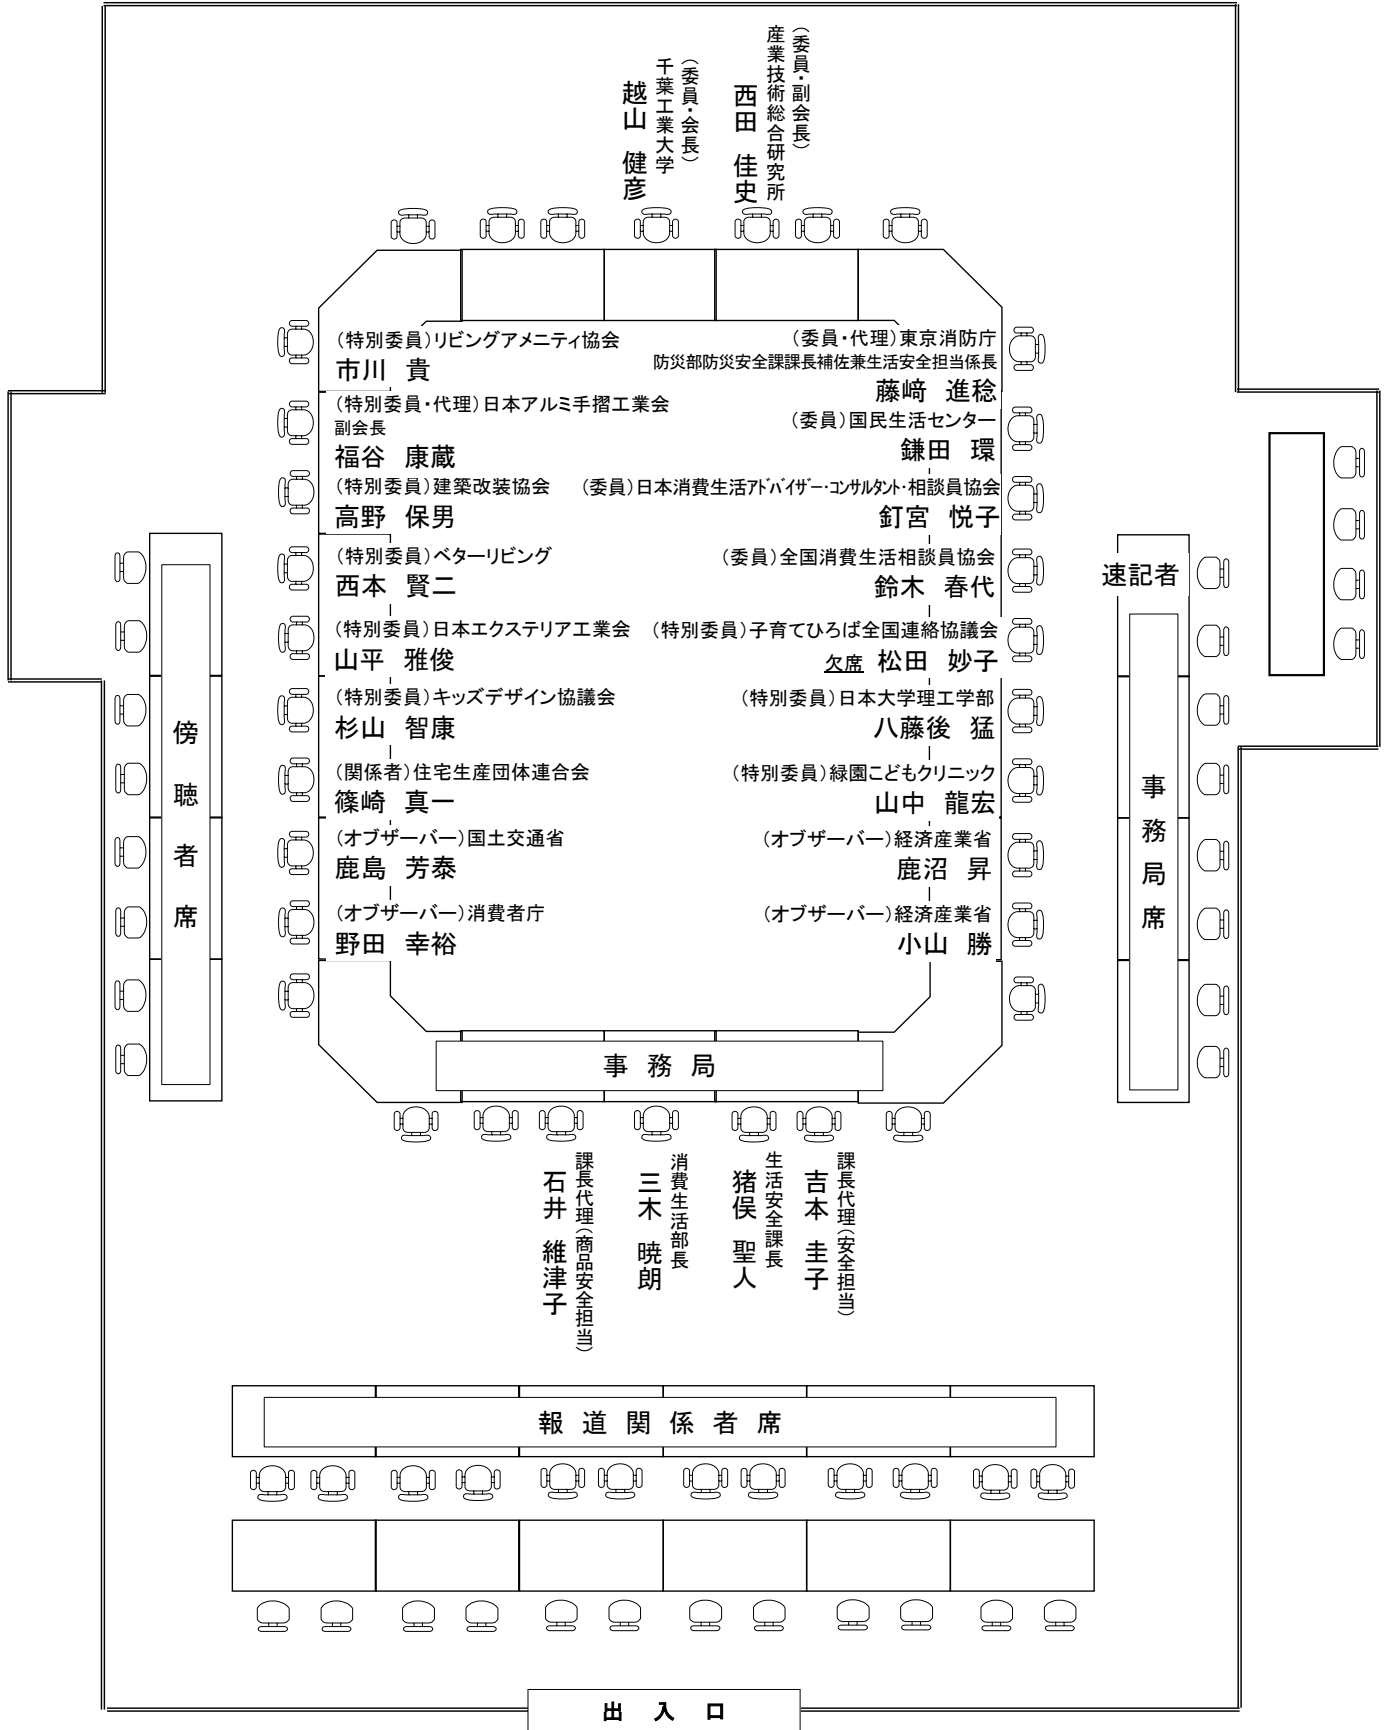 （委員・副会長）
産業技術総合研究所
西田　佳史
（委員・会長）
千葉工業大学
越山　健彦
（特別委員）リビングアメニティ協会
市川　貴
（特別委員・代理）日本アルミ手摺工業会
副会長
福谷　康蔵
（特別委員）建築改装協会
高野　保男
（特別委員）ベターリビング
西本　賢二
（特別委員）日本エクステリア工業会
山平　雅俊
（特別委員）キッズデザイン協議会
杉山　智康
（関係者）住宅生産団体連合会
篠崎　真一
（オブザーバー）国土交通省
鹿島　芳泰
（オブザーバー）消費者庁
野田　幸裕
（委員・代理）東京消防庁
防災部防災安全課課長補佐兼生活安全担当係長
藤﨑　進稔
（委員）国民生活センター
鎌田　環
（委員）日本消費生活ｱﾄﾞﾊﾞｲｻﾞｰ・ｺﾝｻﾙﾀﾝﾄ・相談員協会
釘宮　悦子
（委員）全国消費生活相談員協会
鈴木　春代
（特別委員）子育てひろば全国連絡協議会
欠席　松田　妙子
（特別委員）日本大学理工学部
八藤後　猛
（特別委員）緑園こどもクリニック
山中　龍宏
（オブザーバー）経済産業省
鹿沼　昇
（オブザーバー）経済産業省
小山　勝
傍聴者席
速記者
事務局席
事務局
課長代理（安全担当）
吉本　圭子
生活安全課長
猪俣　聖人
消費生活部長
三木　暁朗
課長代理（商品安全担当）
石井　維津子
報道関係者席
出入口